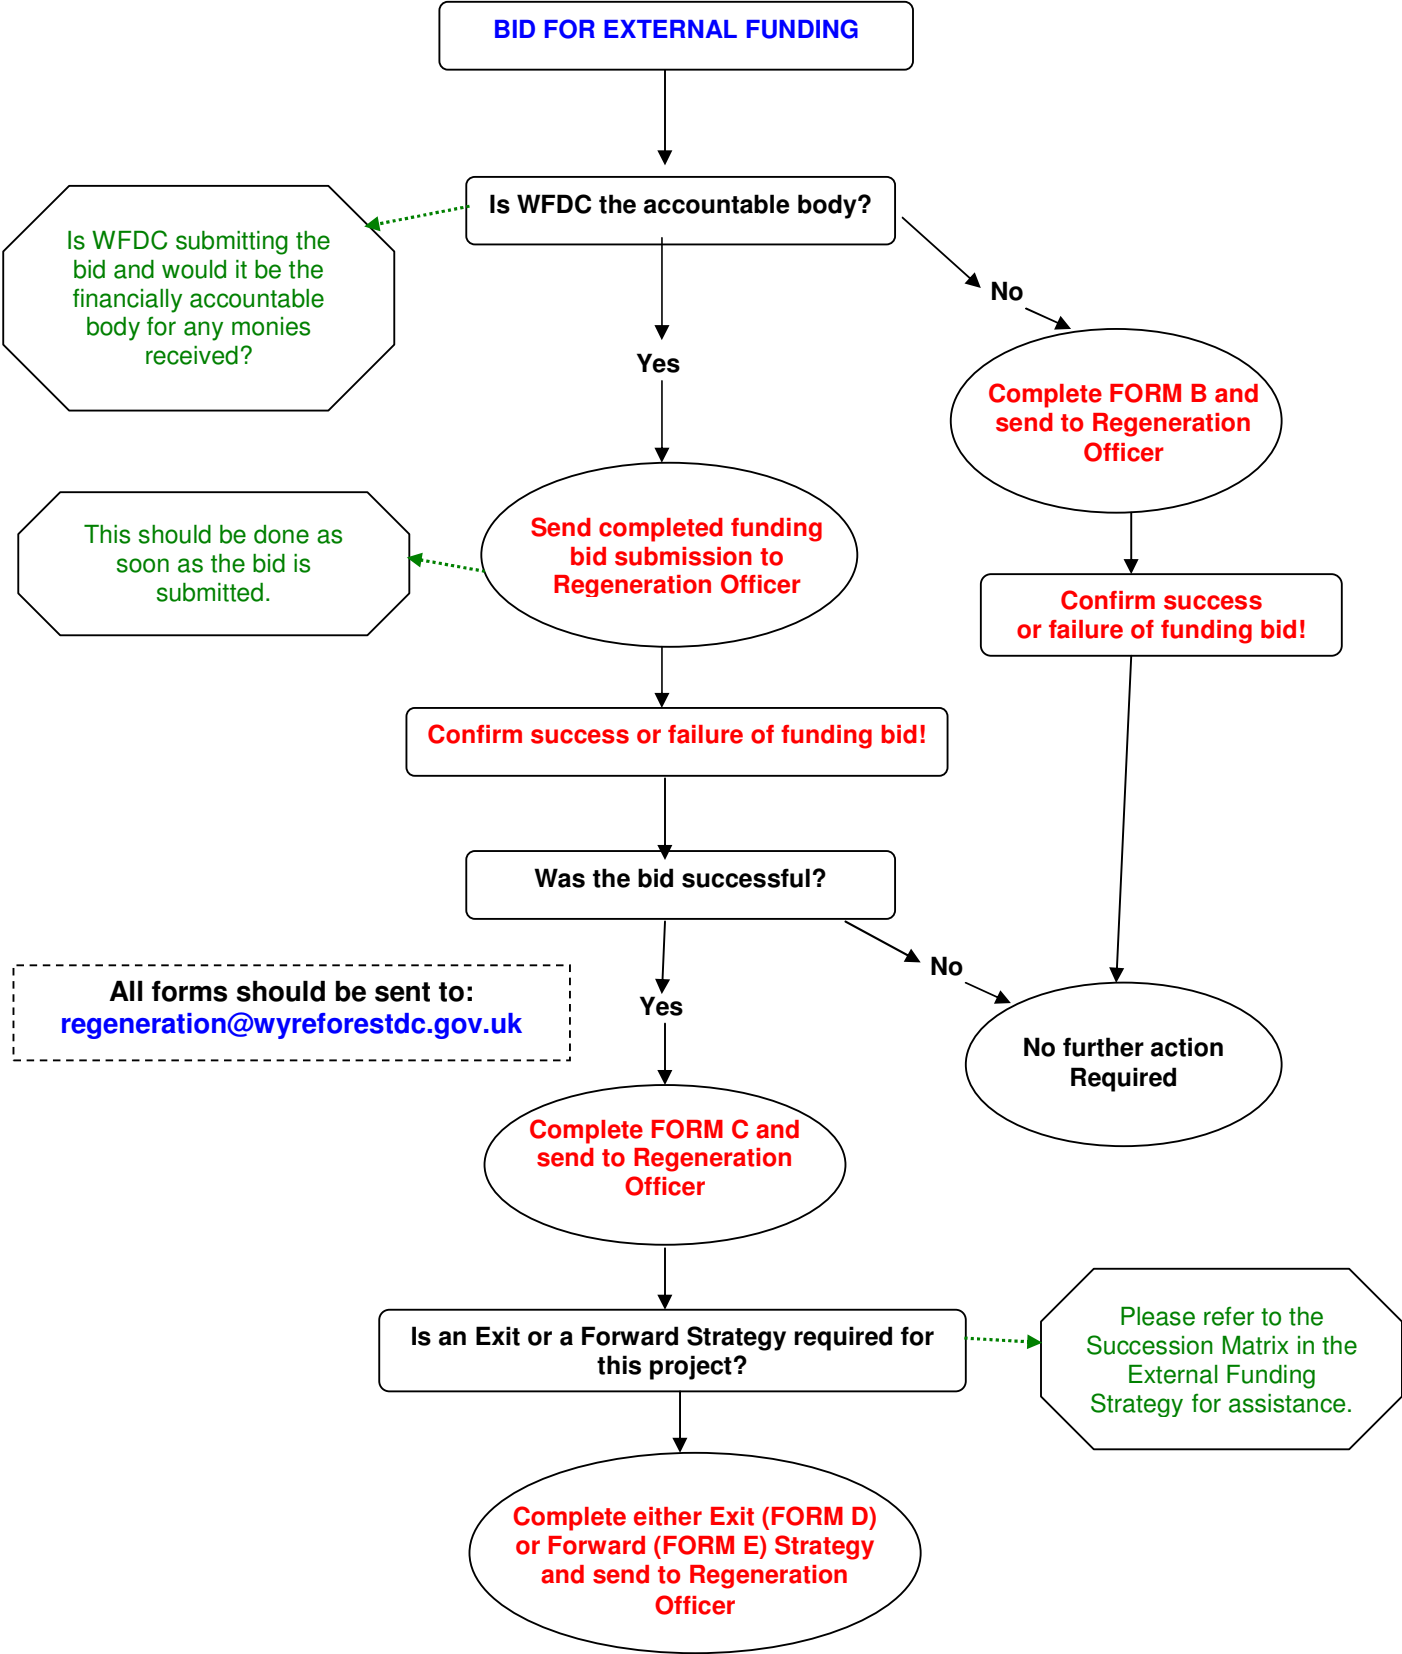 BID FOR EXTERNAL FUNDING
Is WFDC the accountable body?
Is WFDC submitting the
bid and would it be the
financially accountable
body for any monies
received?
No
Yes
Complete FORM B and
send to Regeneration
Officer
Send completed funding
bid submission to
Regeneration Officer
This should be done as
soon as the bid is
submitted.
Confirm success
or failure of funding bid!
Confirm success or failure of funding bid!
Was the bid successful?
No
Yes
All forms should be sent to:
regeneration@wyreforestdc.gov.uk
No further action
Required
Complete FORM C and
send to Regeneration
Officer
Is an Exit or a Forward Strategy required for
this project?
Please refer to the
Succession Matrix in the
External Funding
Strategy for assistance.
Complete either Exit (FORM D)
or Forward (FORM E) Strategy
and send to Regeneration
Officer